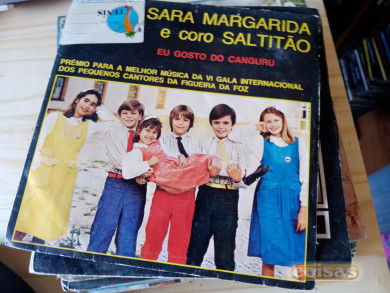 SINET
SARA MARGARIDA
e coro SALTITÃO
EU GOSTO DO CANGURU
PRÉMIO PARA A MELHOR MÚSICA DA VI GALA INTERNACIONAL
DOS PEQUENOS CANTORES DA FIGUEIRA DA FOZ
coisas